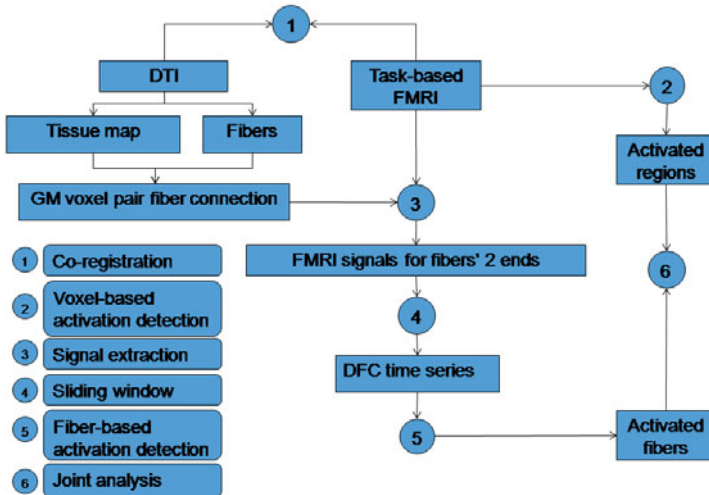 1
DTI
Task-based
FMRI
2
Tissue map
Fibers
Activated
regions
GM voxel pair fiber connection
3
1 Co-registration
FMRI signals for fibers' 2 ends
6
2 Voxel-based
activation detection
4
3 Signal extraction
DFC time series
4 Sliding window
5 Fiber-based
activation detection
5
Activated
fibers
6 Joint analysis